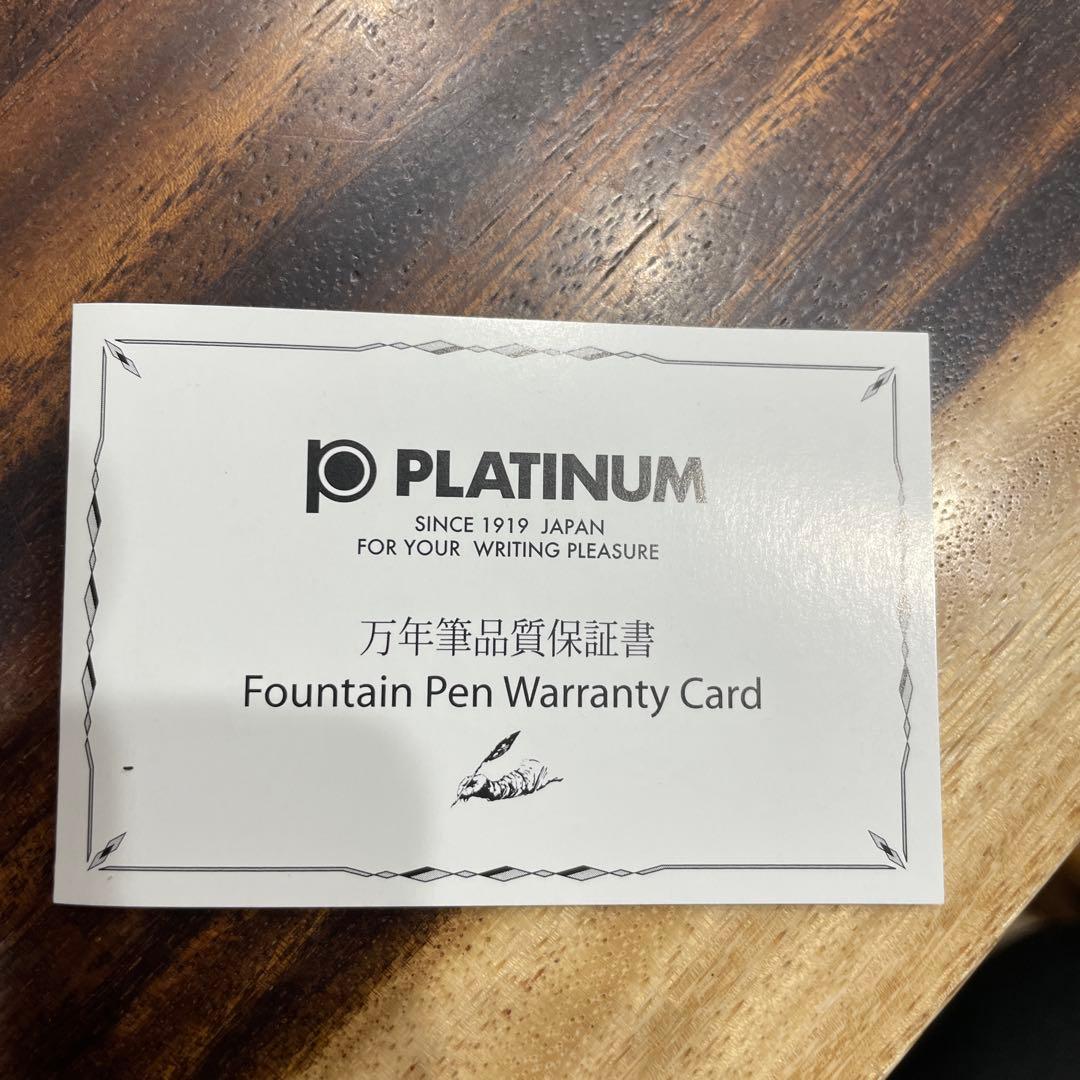 PLATINUM
SINCE 1919 JAPAN
FOR YOUR WRITING PLEASURE
万年筆品質保証書
Fountain Pen Warranty Card